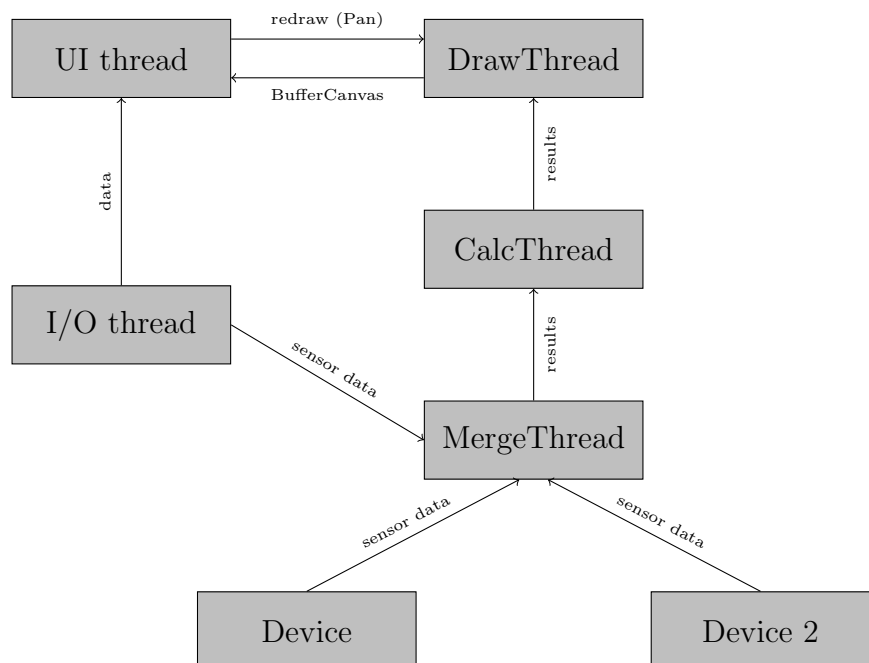 redraw (Pan)
UI thread
DrawThread
BufferCanvas
data
results
CalcThread
I/O thread
sensor data
results
MergeThread
sensor data
sensor data
Device
Device 2